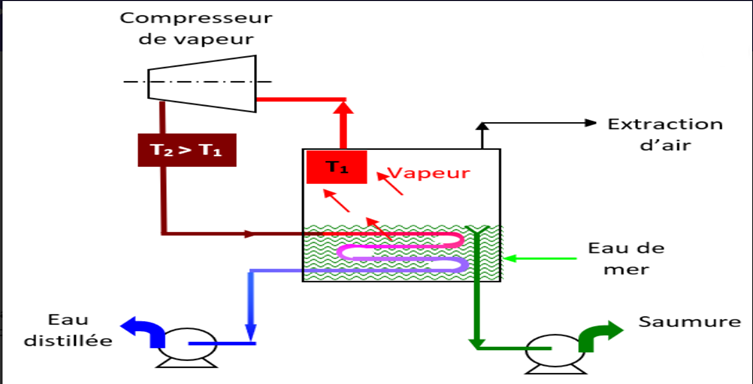 Compresseur
de vapeur
T₂ > T₁
T₁
Vapeur
Extraction
d'air
Eau de
mer
Eau
distillée
Saumure